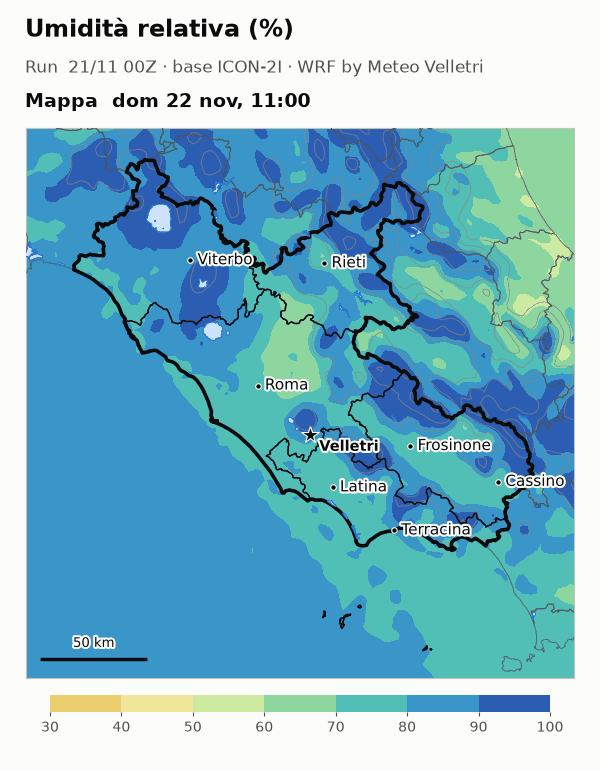 Umidità relativa (%)
Run  21/11 00Z · base ICON-2I · WRF by Meteo Velletri
Mappa  dom 22 nov, 11:00
Viterbo
Rieti
Roma
Velletri
Frosinone
Latina
Cassino
Terracina
50 km
30 40 50 60 70 80 90 100